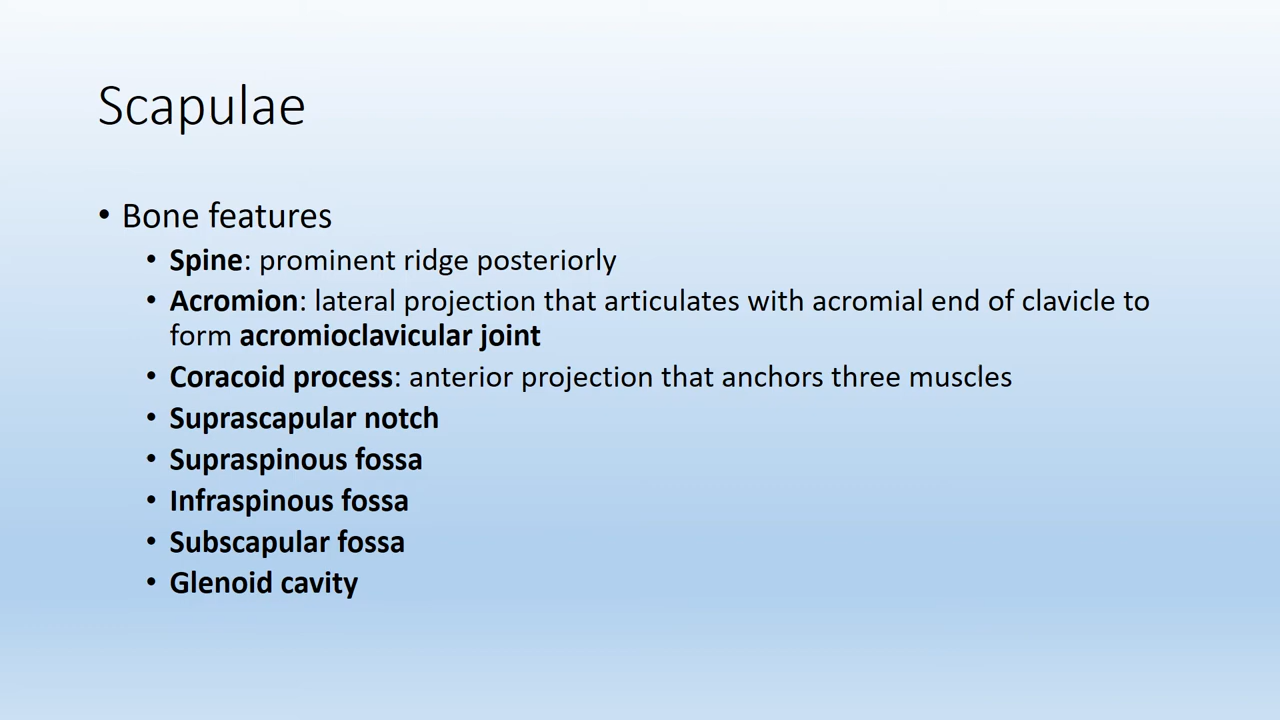 Scapulae
• Bone features
• Spine: prominent ridge posteriorly
• Acromion: lateral projection that articulates with acromial end of clavicle to
form acromioclavicular joint
• Coracoid process: anterior projection that anchors three muscles
• Suprascapular notch
• Supraspinous fossa
• Infraspinous fossa
• Subscapular fossa
• Glenoid cavity